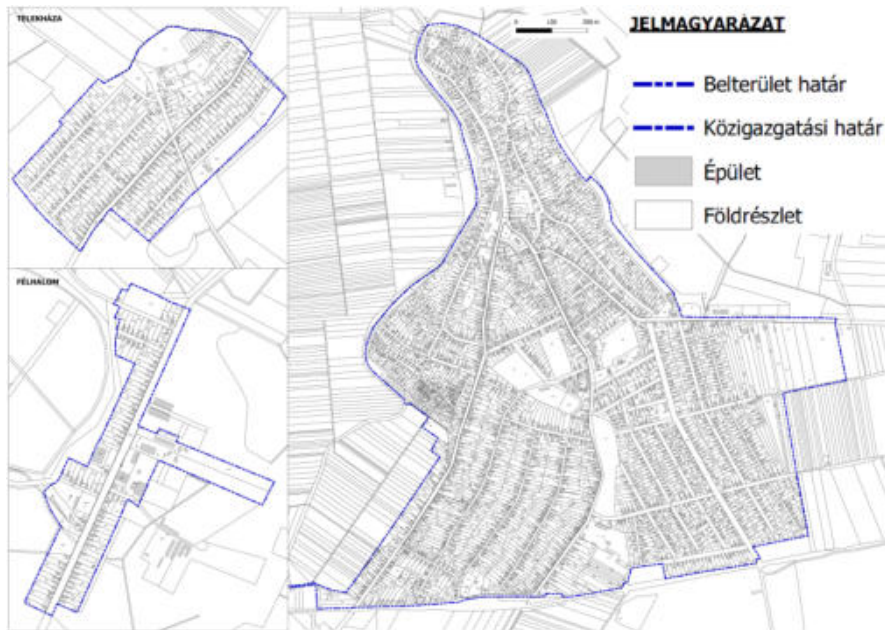 TELEKHÁZA
JELMAGYARÁZAT
Belterület határ
Közigazgatási határ
Épület
Földrészlet
FÉLHALOM